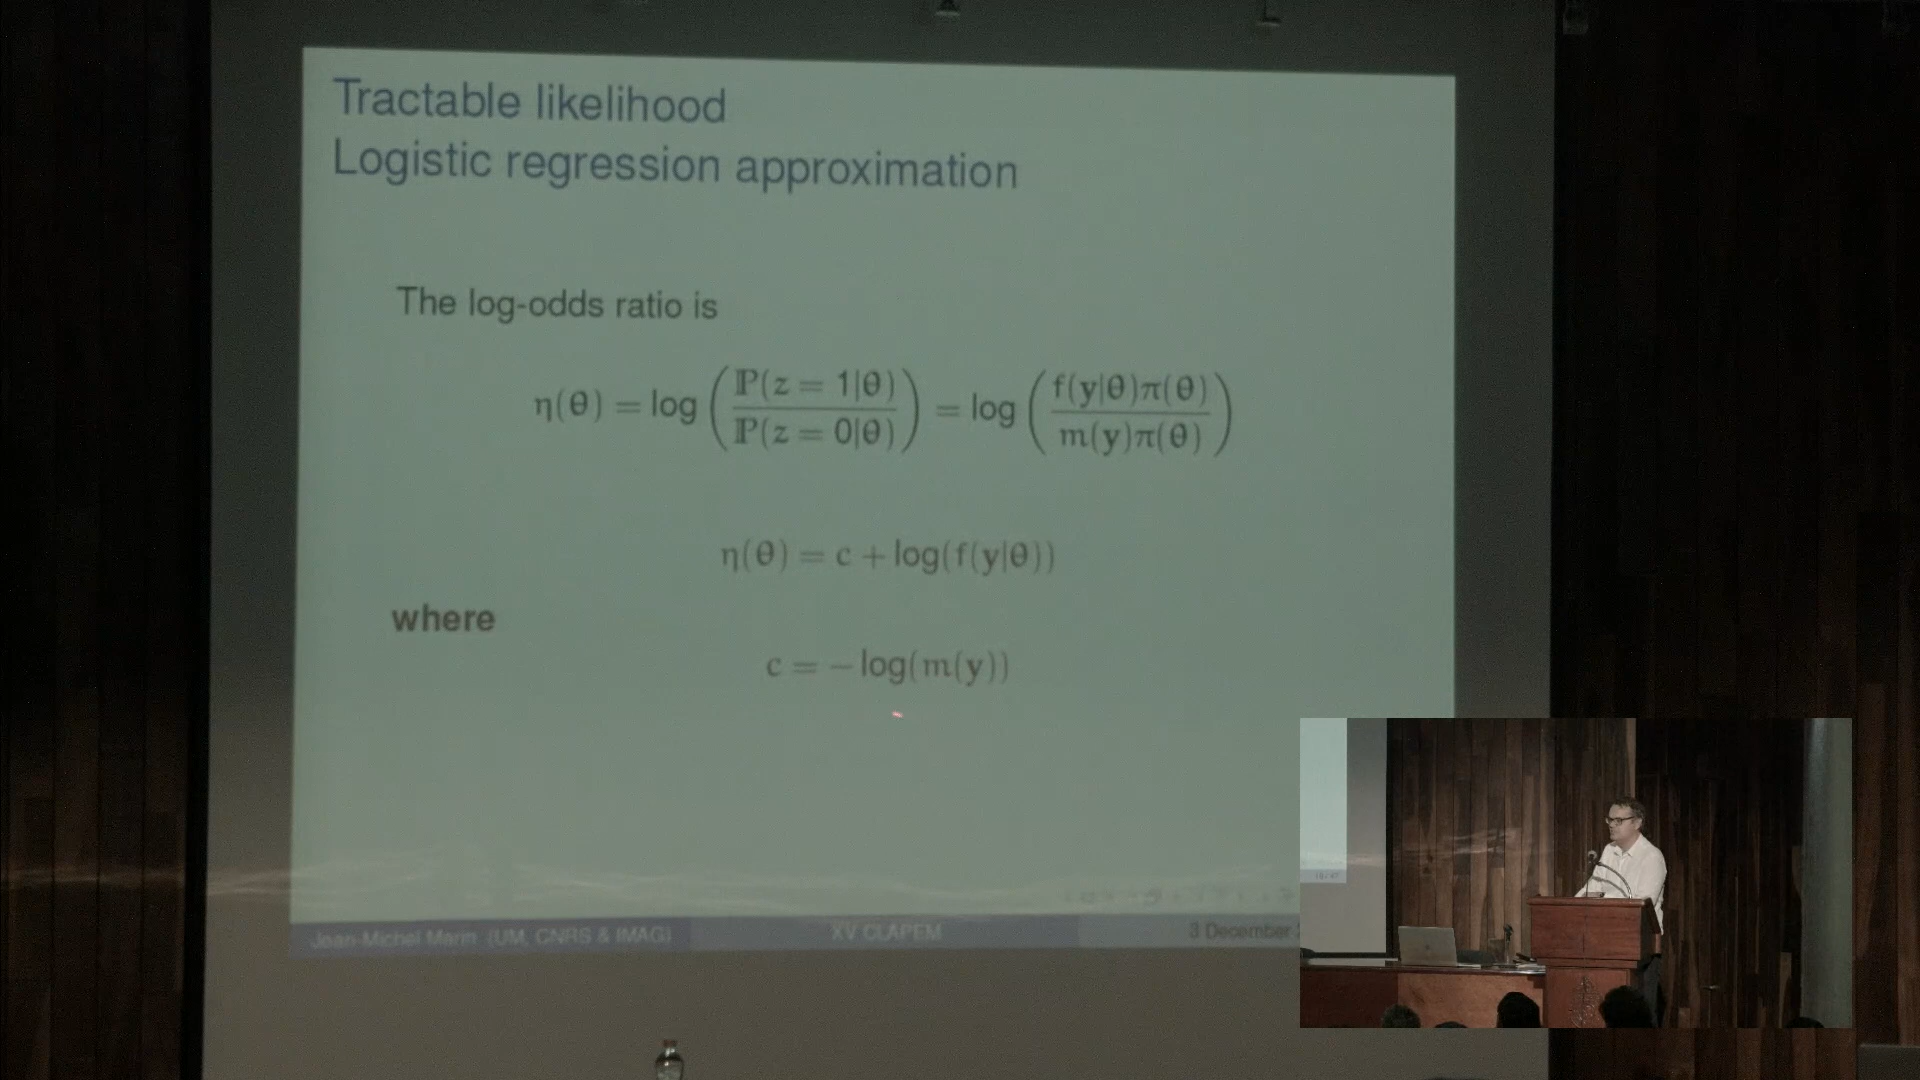 Tractable likelihood
Logistic regression approximation
The log-odds ratio is
η(θ) = log ( P(z = 1|θ) / P(z = 0|θ) ) = log ( f(y|θ)π(θ) / m(y)π(θ) )
η(θ) = c + log(f(y|θ))
where
c = − log(m(y))
Jean-Michel Marin (UM, CNRS & IMAG) XV CLAPEM 3 December